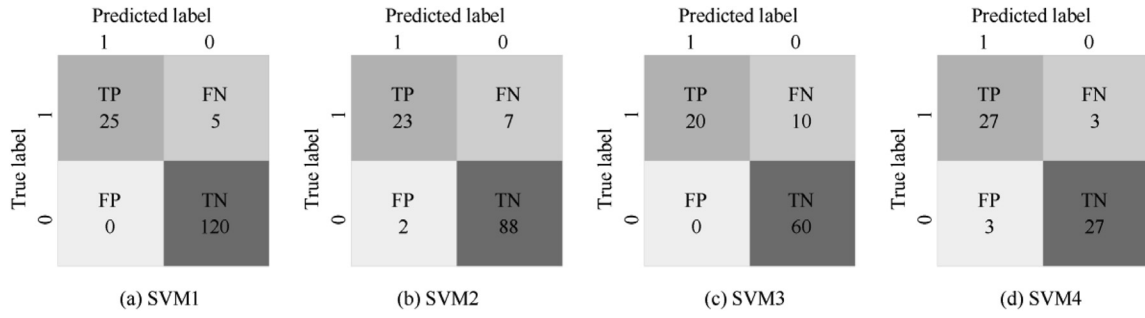 Predicted label
1 0
True label
1
0
TP
25
FN
5
FP
0
TN
120
(a) SVM1
Predicted label
1 0
True label
1
0
TP
23
FN
7
FP
2
TN
88
(b) SVM2
Predicted label
1 0
True label
1
0
TP
20
FN
10
FP
0
TN
60
(c) SVM3
Predicted label
1 0
True label
1
0
TP
27
FN
3
FP
3
TN
27
(d) SVM4